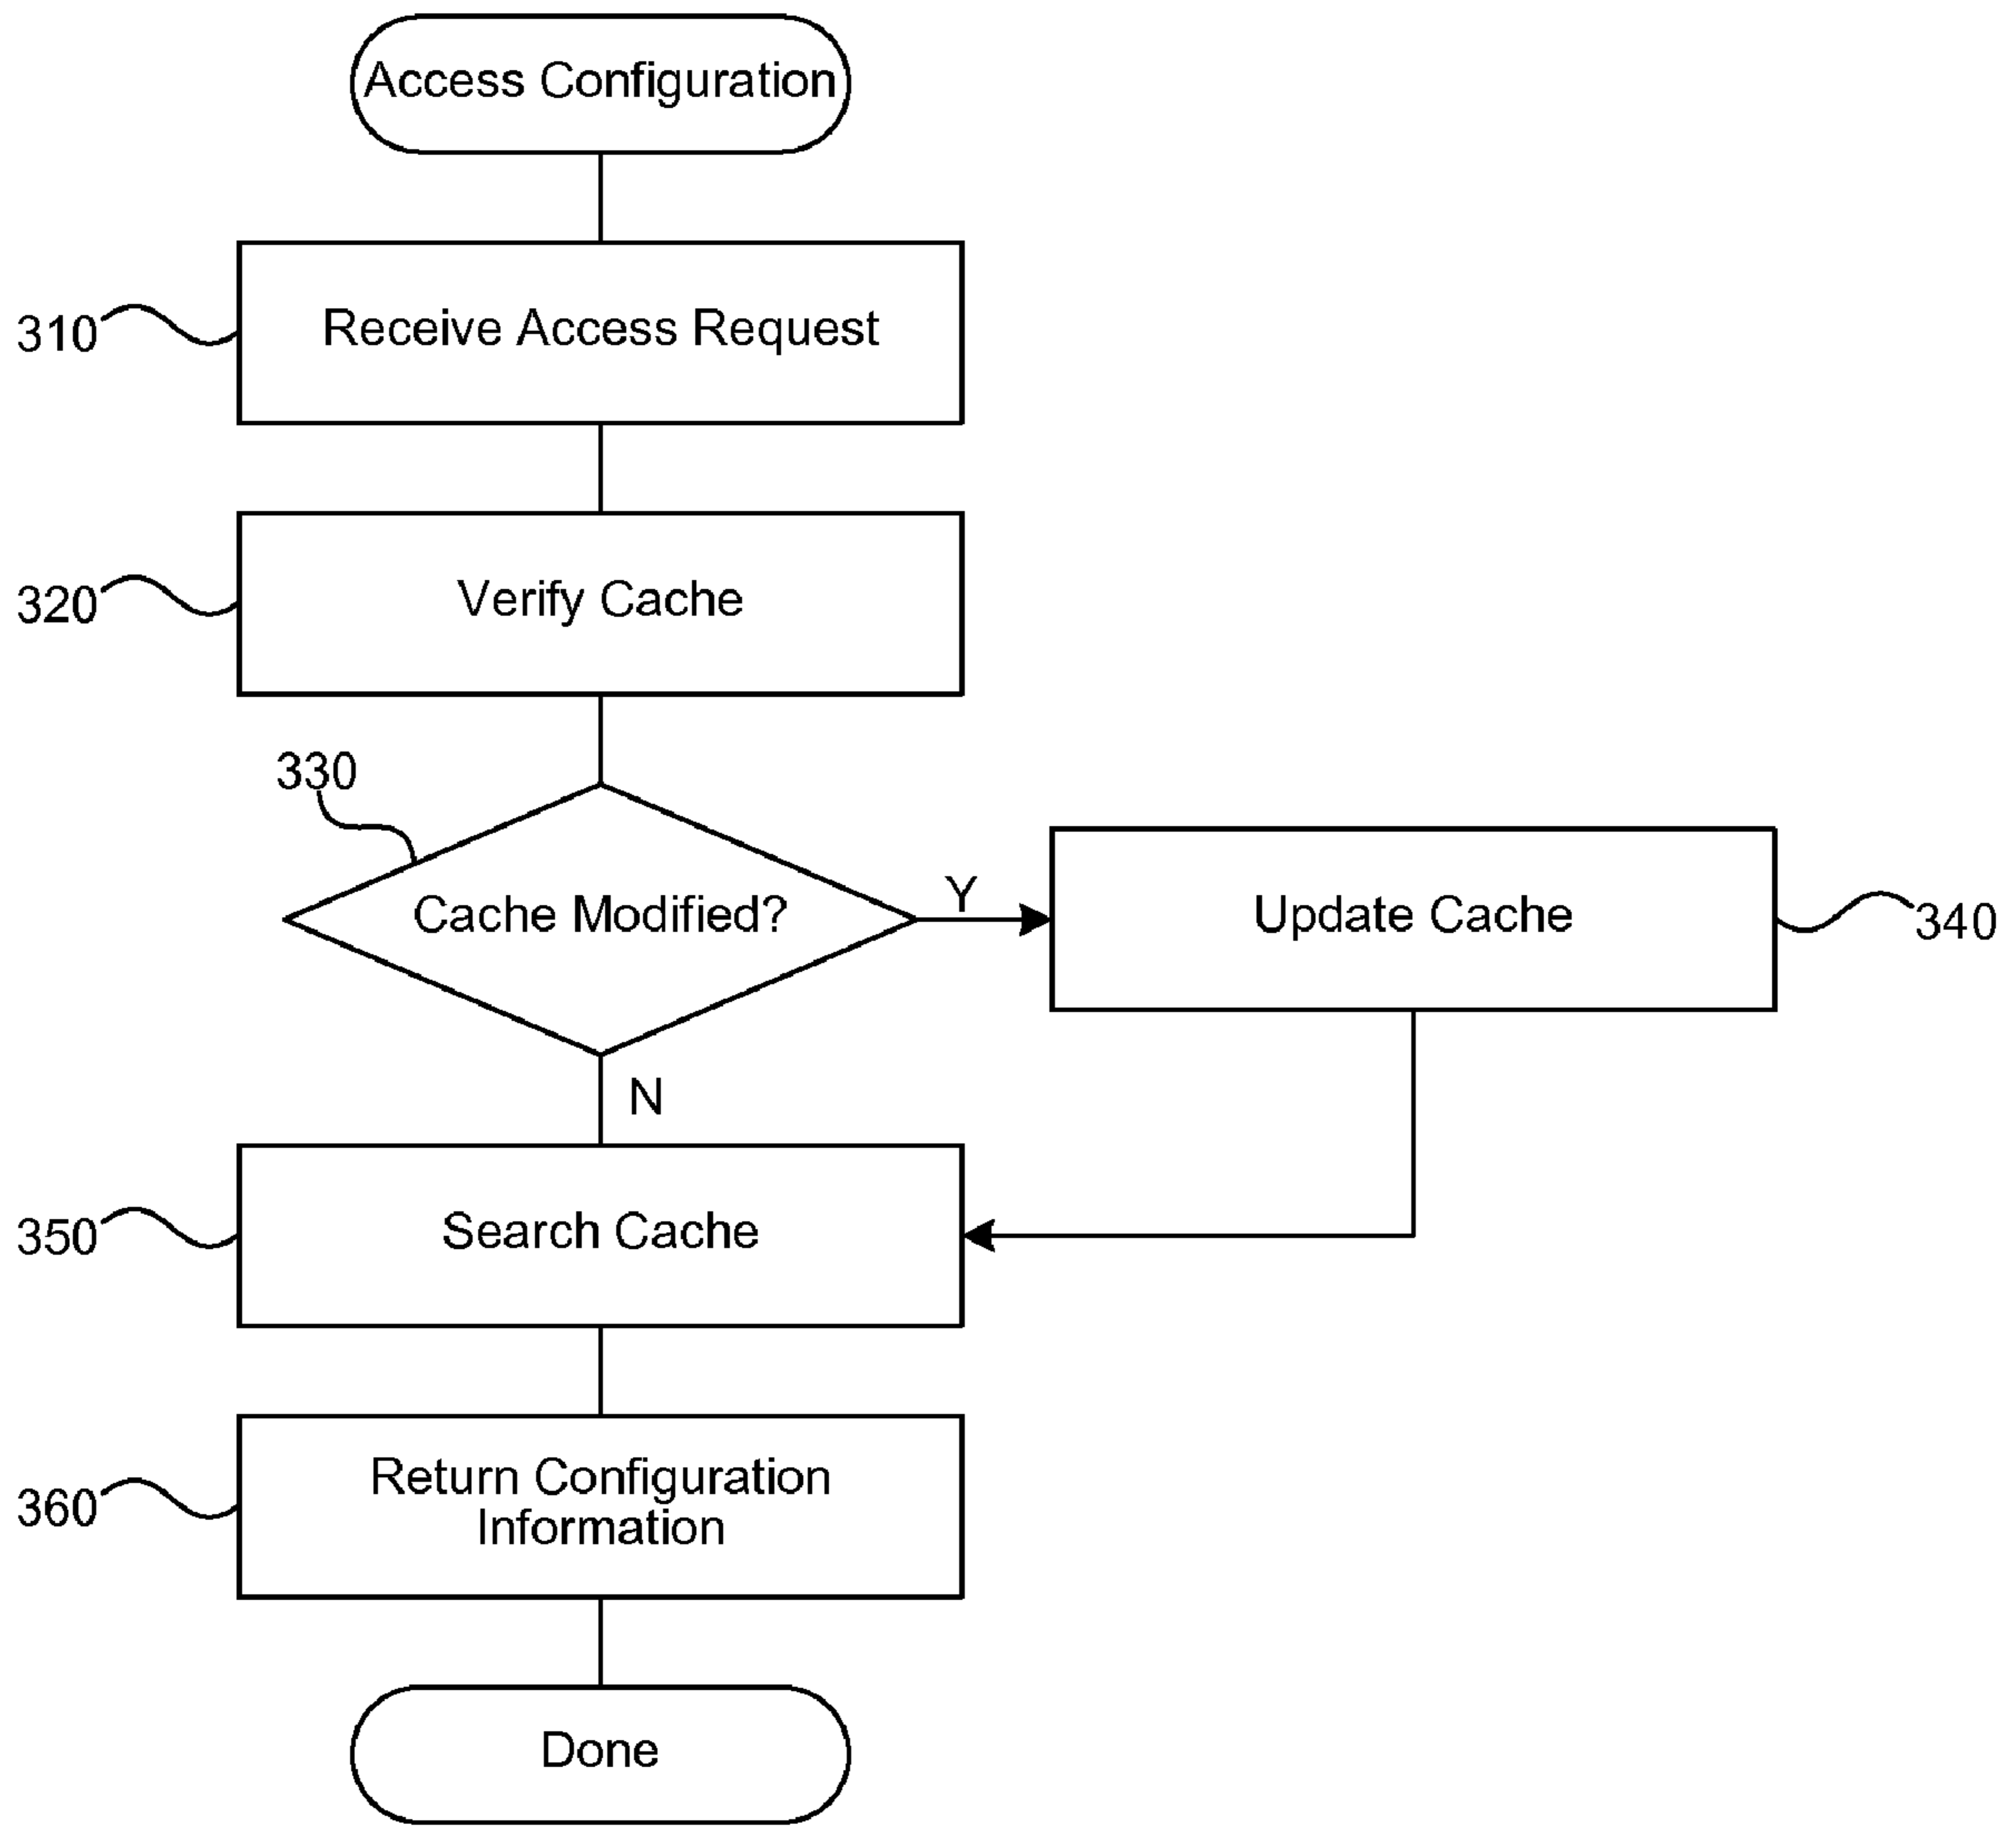 Access Configuration
310
Receive Access Request
320
Verify Cache
330
Cache Modified?
Y
Update Cache
340
N
350
Search Cache
360
Return Configuration
Information
Done